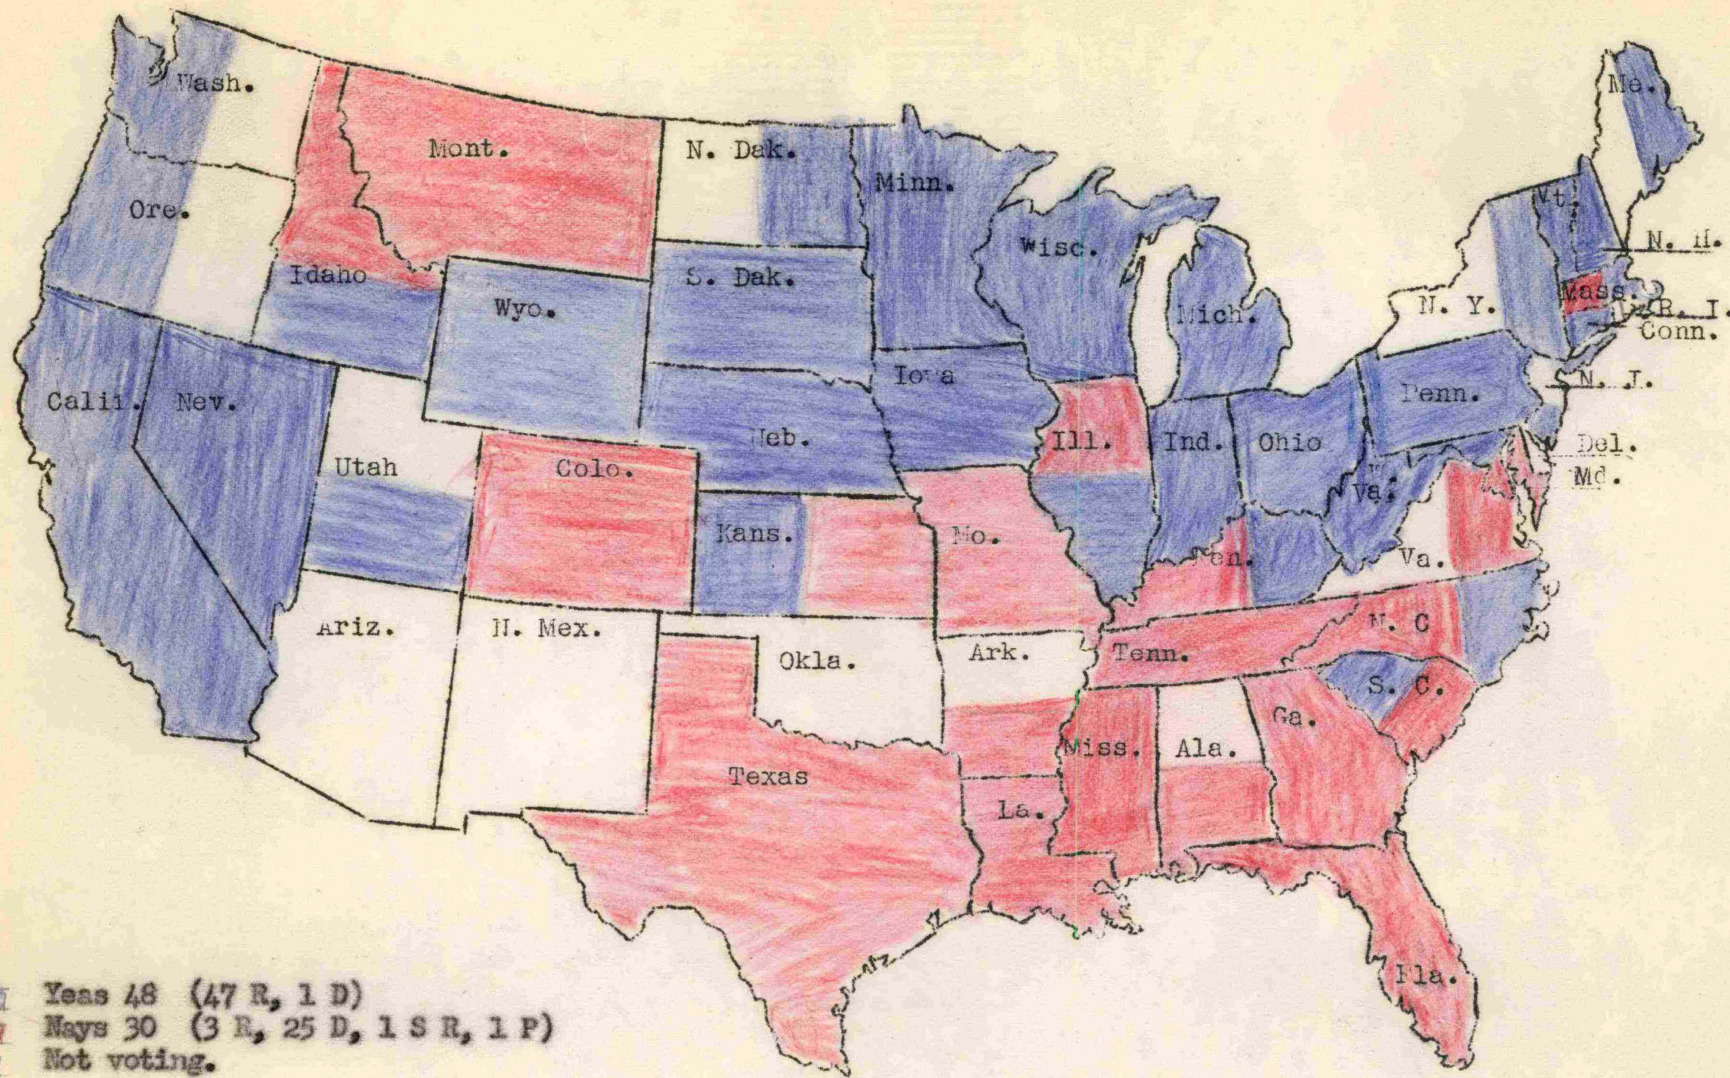 Wash.
Mont.
N. Dak.
Minn.
Me.
Ore.
Idaho
Wyo.
S. Dak.
Wisc.
Mich.
Vt.
N. H.
Mass.
R. I.
Conn.
N. Y.
Calif.
Nev.
Utah
Colo.
Neb.
Iowa
Ill.
Ind.
Ohio
Penn.
N. J.
Del.
Md.
Kans.
Mo.
Ken.
W.
Va.
Va.
Ariz.
N. Mex.
Okla.
Ark.
Tenn.
N. C
S. C.
Texas
La.
Miss.
Ala.
Ga.
Fla.
Yeas 48 (47 R, 1 D)
Nays 30 (3 R, 25 D, 1 S R, 1 P)
Not voting.